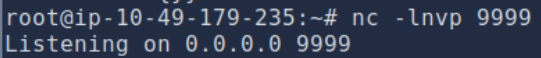 root@ip-10-49-179-235:~# nc -lnvp 9999
Listening on 0.0.0.0 9999